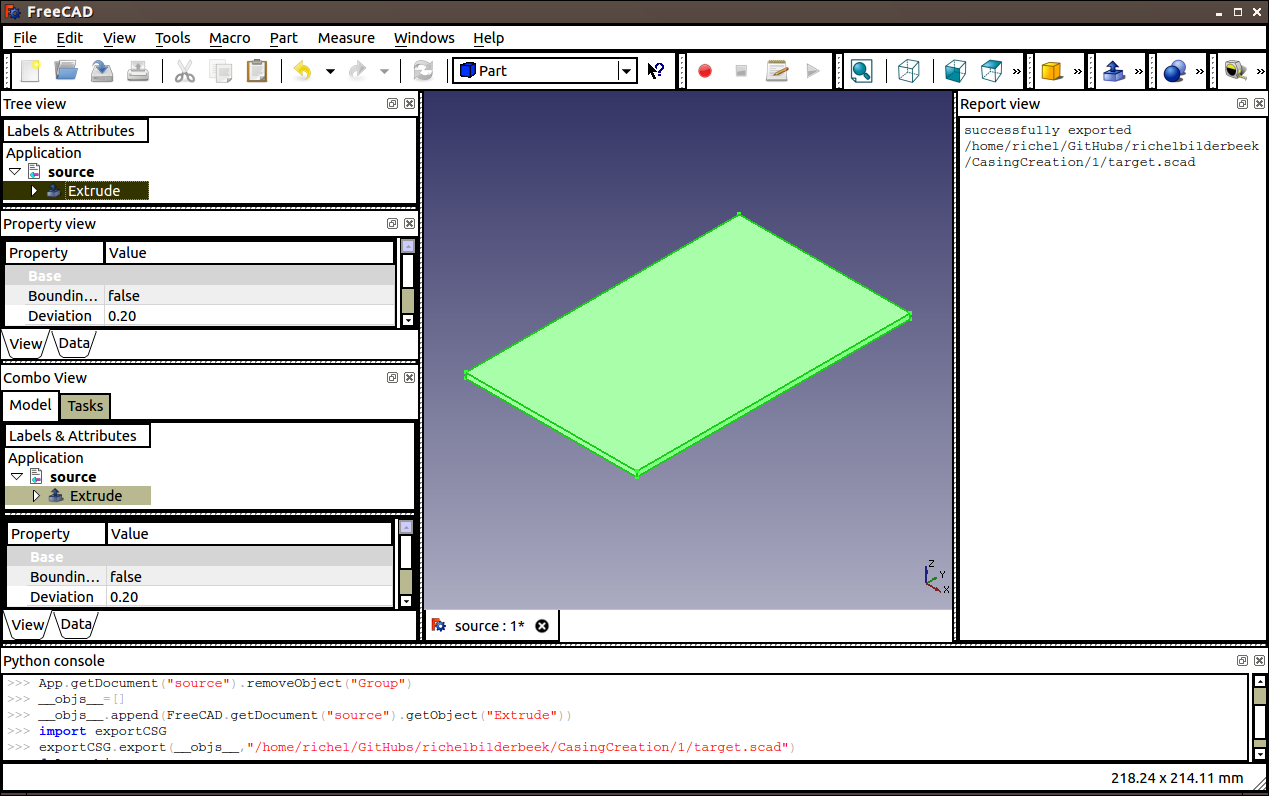 FreeCAD
File Edit View Tools Macro Part Measure Windows Help
Part
Tree view
Labels & Attributes
Application
source
Extrude
Property view
Property Value
Base
Boundin... false
Deviation 0.20
View Data
Combo View
Model Tasks
Labels & Attributes
Application
source
Extrude
Property Value
Base
Boundin... false
Deviation 0.20
View Data
Z
Y
X
source : 1*
Report view
successfully exported
/home/richel/GitHubs/richelbilderbeek
/CasingCreation/1/target.scad
Python console
>>> App.getDocument("source").removeObject("Group")
>>> __objs__=[]
>>> __objs__.append(FreeCAD.getDocument("source").getObject("Extrude"))
>>> import exportCSG
>>> exportCSG.export(__objs__,"/home/richel/GitHubs/richelbilderbeek/CasingCreation/1/target.scad")
218.24 x 214.11 mm